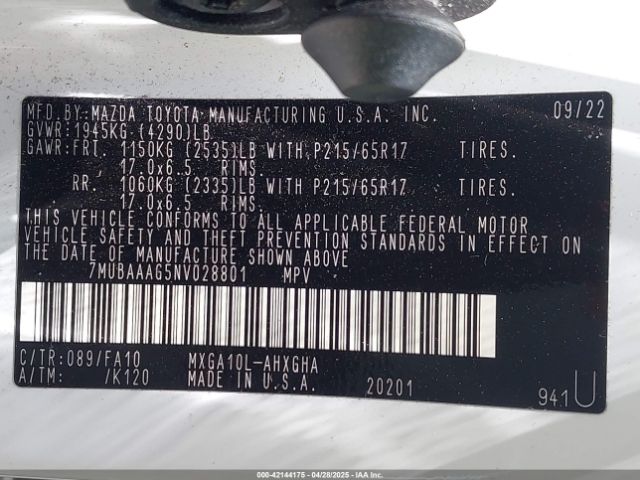 MFD.BY:MAZDA TOYOTA MANUFACTURING U.S.A. INC. 09/22
GVWR:1945KG (4290)LB
GAWR:FRT. 1150KG (2535)LB WITH P215/65R17 TIRES.
17.0x6.5 RIMS.
RR. 1060KG (2335)LB WITH P215/65R17 TIRES.
17.0x6.5 RIMS.
THIS VEHICLE CONFORMS TO ALL APPLICABLE FEDERAL MOTOR
VEHICLE SAFETY AND THEFT PREVENTION STANDARDS IN EFFECT ON
THE DATE OF MANUFACTURE SHOWN ABOVE
7MUBAAAG5NV028801 MPV
C/TR:089/FA10 MXGA10L-AHXGHA
A/TM: /K120 MADE IN U.S.A. 20201 941U
000-42144175 - 04/28/2025 - IAA Inc.